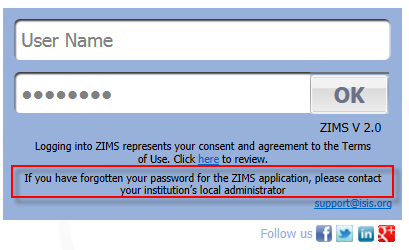 User Name
●●●●●●●●
OK
ZIMS V 2.0
Logging into ZIMS represents your consent and agreement to the Terms
of Use. Click here to review.
If you have forgotten your password for the ZIMS application, please contact
your institution's local administrator
support@isis.org
Follow us f in g+